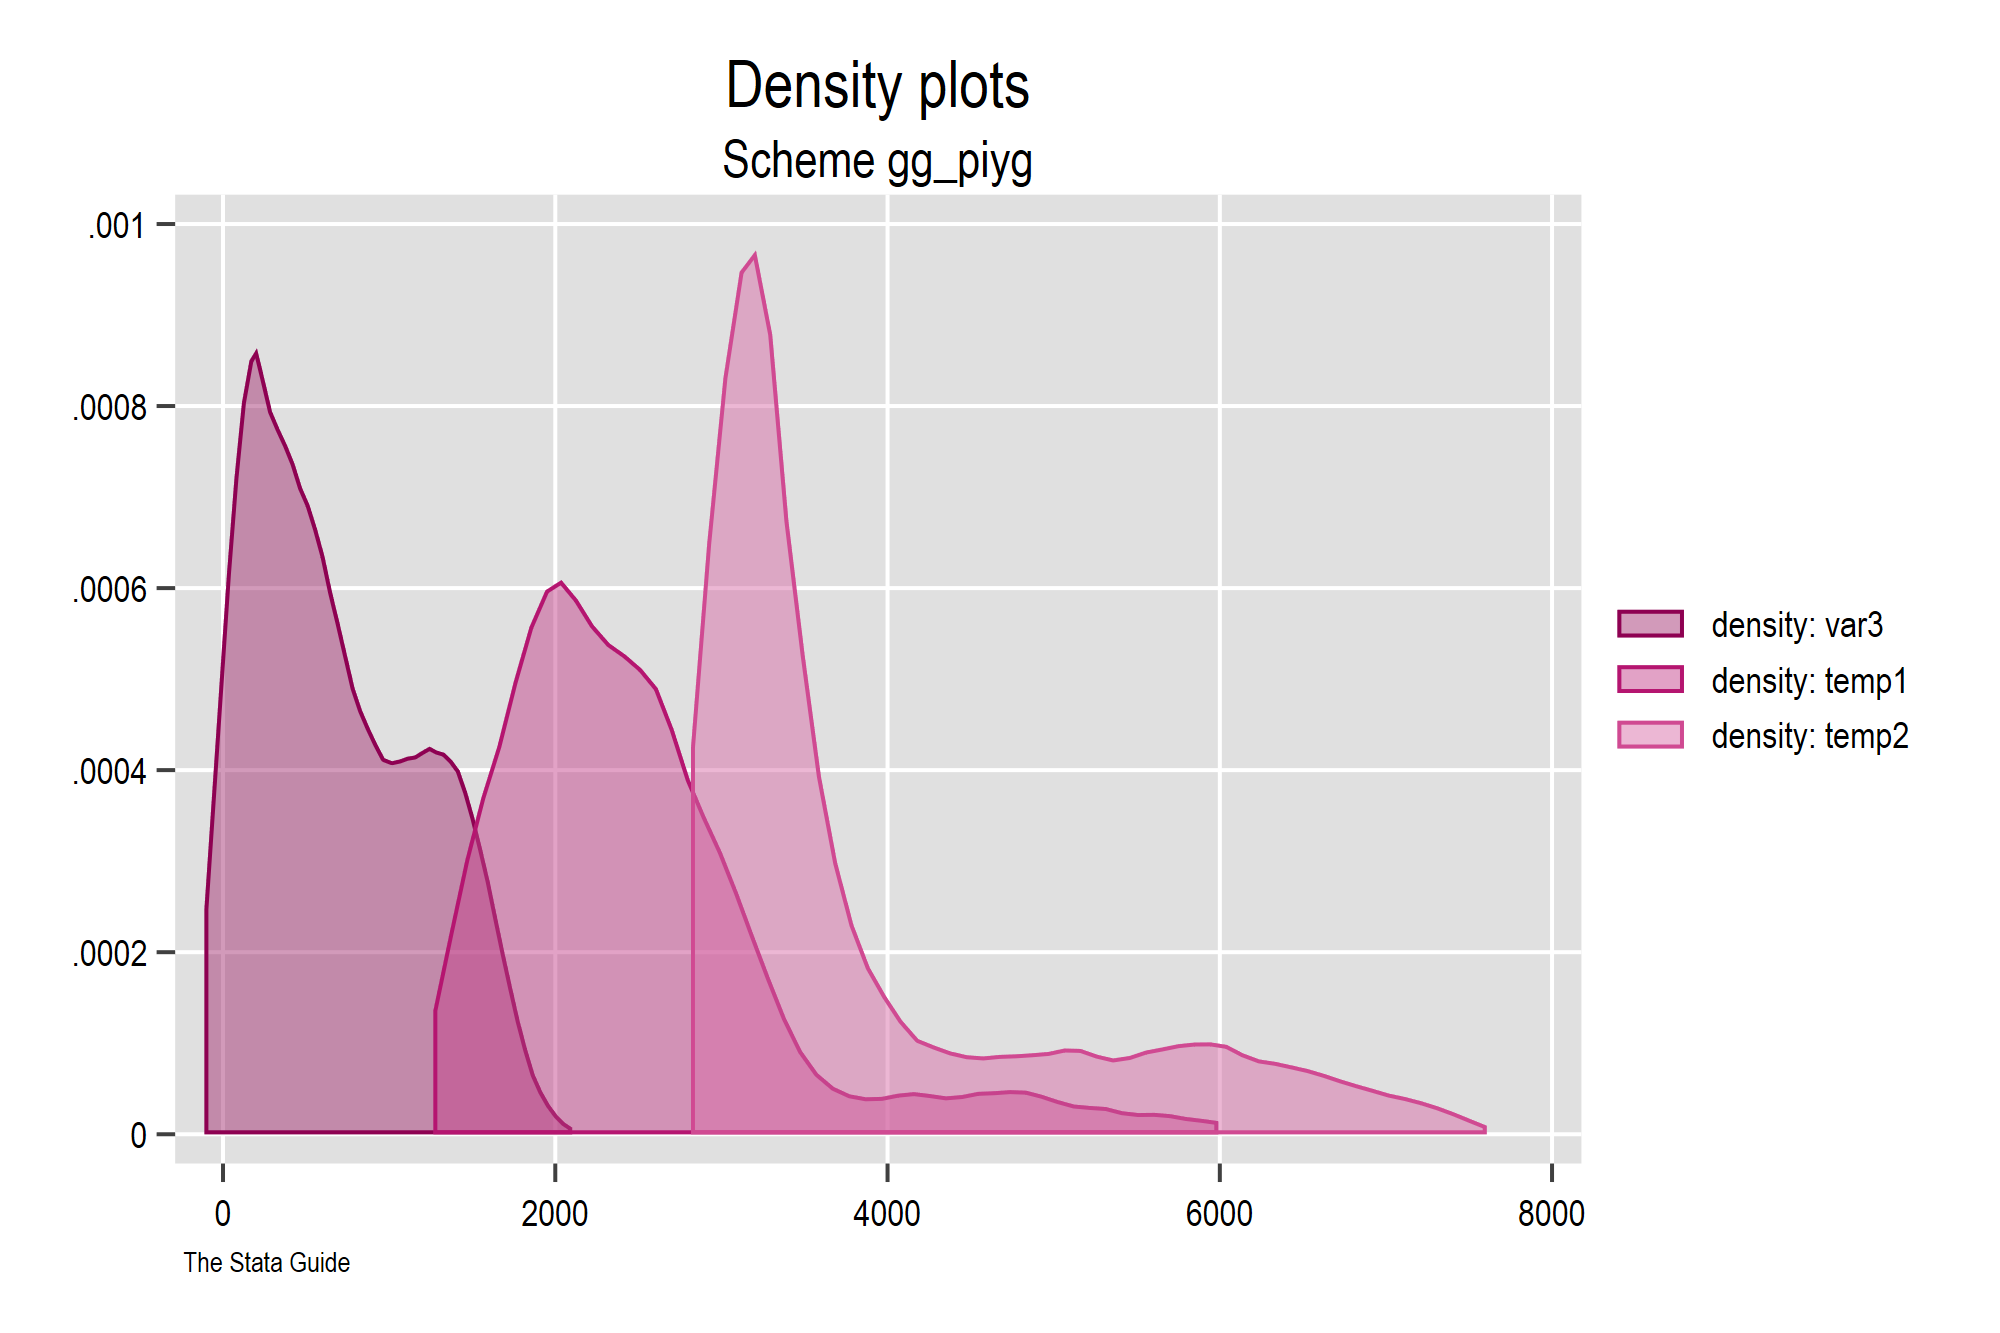 Density plots
Scheme gg_piyg
.001
.0008
.0006
.0004
.0002
0
0 2000 4000 6000 8000
density: var3
density: temp1
density: temp2
The Stata Guide